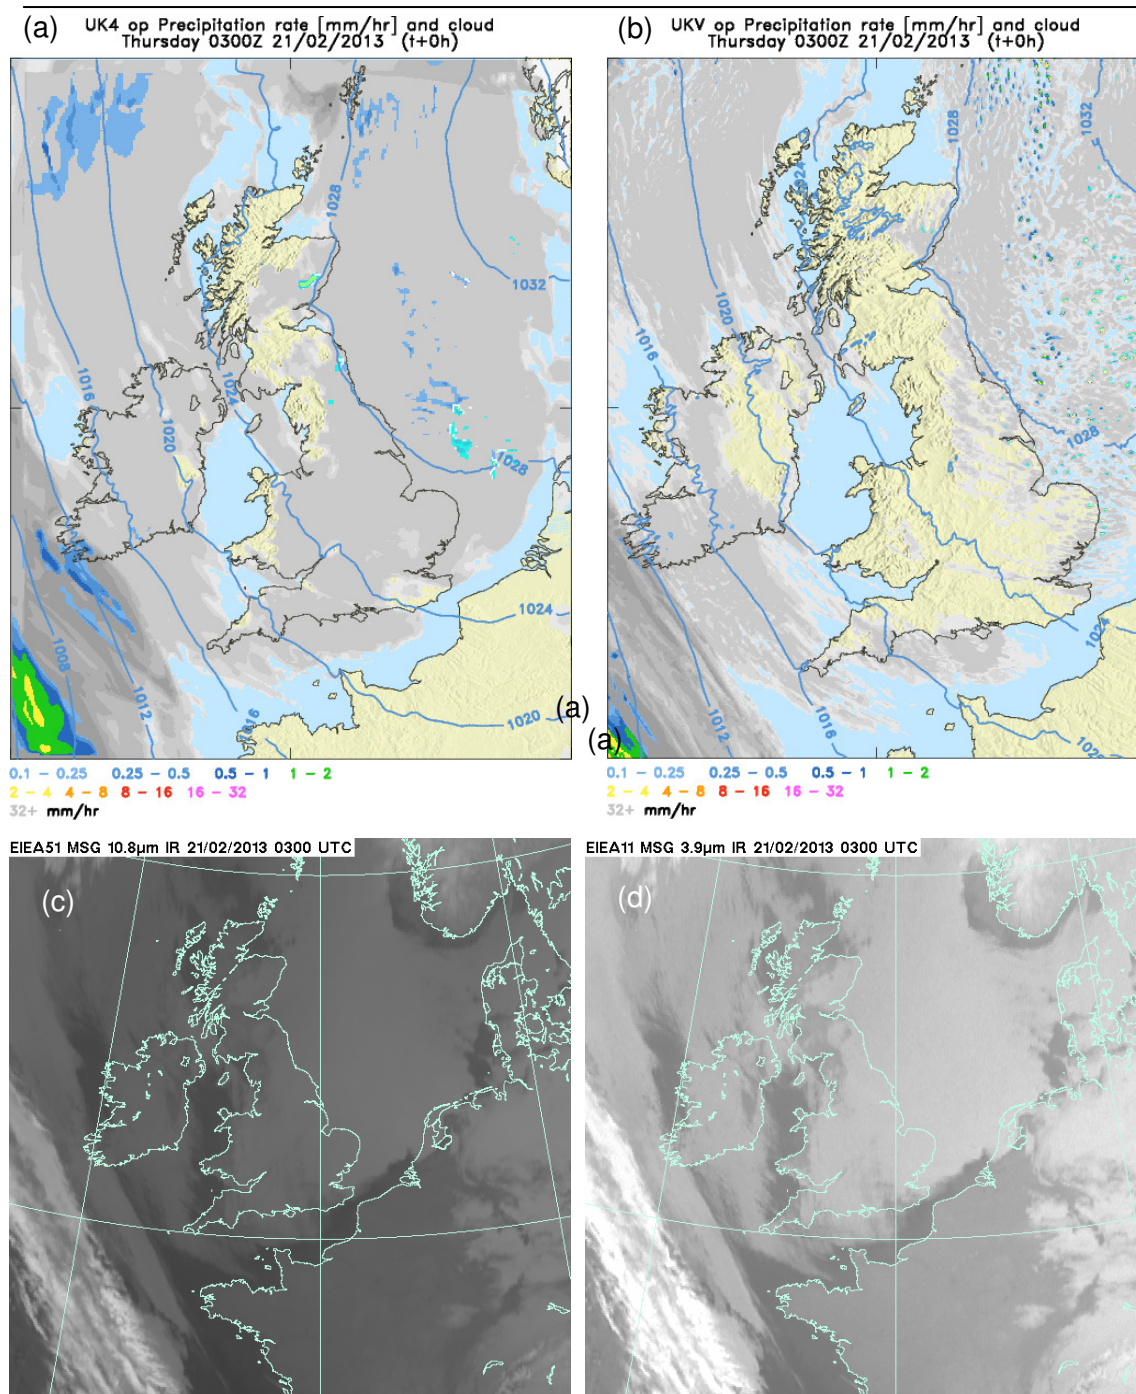 (a)
UK4 op Precipitation rate [mm/hr] and cloud
Thursday 0300Z 21/02/2013 (t+0h)
1028
1032
1016
1024
1020
1028
1024
1008
1012
1016
1020
0.1 - 0.25 0.25 - 0.5 0.5 - 1 1 - 2
2 - 4 4 - 8 8 - 16 16 - 32
32+ mm/hr
(b)
UKV op Precipitation rate [mm/hr] and cloud
Thursday 0300Z 21/02/2013 (t+0h)
1028
1032
1024
1020
1016
1028
1024
1012
1016
1020
(a)
(a)
0.1 - 0.25 0.25 - 0.5 0.5 - 1 1 - 2
2 - 4 4 - 8 8 - 16 16 - 32
32+ mm/hr
EIEA51 MSG 10.8µm IR 21/02/2013 0300 UTC
(c)
EIEA11 MSG 3.9µm IR 21/02/2013 0300 UTC
(d)